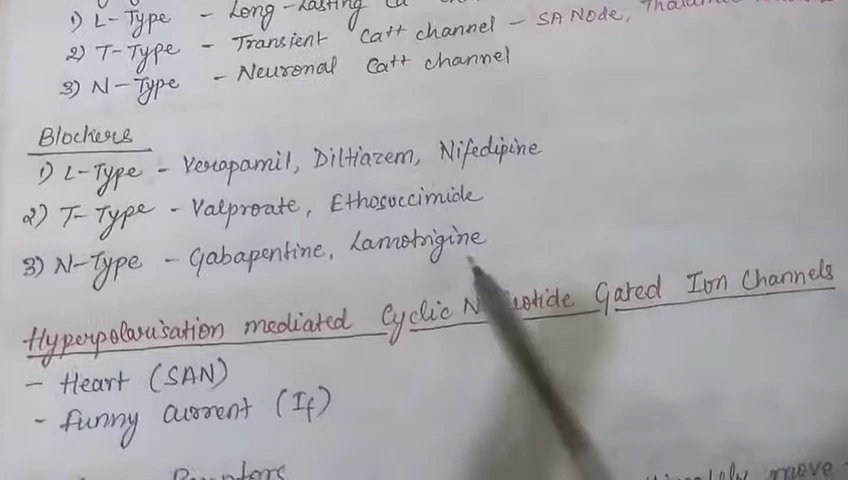 1) L-Type - Long-Lasting Ca
2) T-Type - Transient Ca++ channel - SA Node,
3) N-Type - Neuronal Ca++ channel
Blockers
1) L-Type - Verapamil, Diltiazem, Nifedipine
2) T-Type - Valproate, Ethosuccimide
3) N-Type - Gabapentine, Lamotrigine
Hyperpolarisation mediated Cyclic Gated Ion Channels
- Heart (SAN)
- Funny Current (If)
move